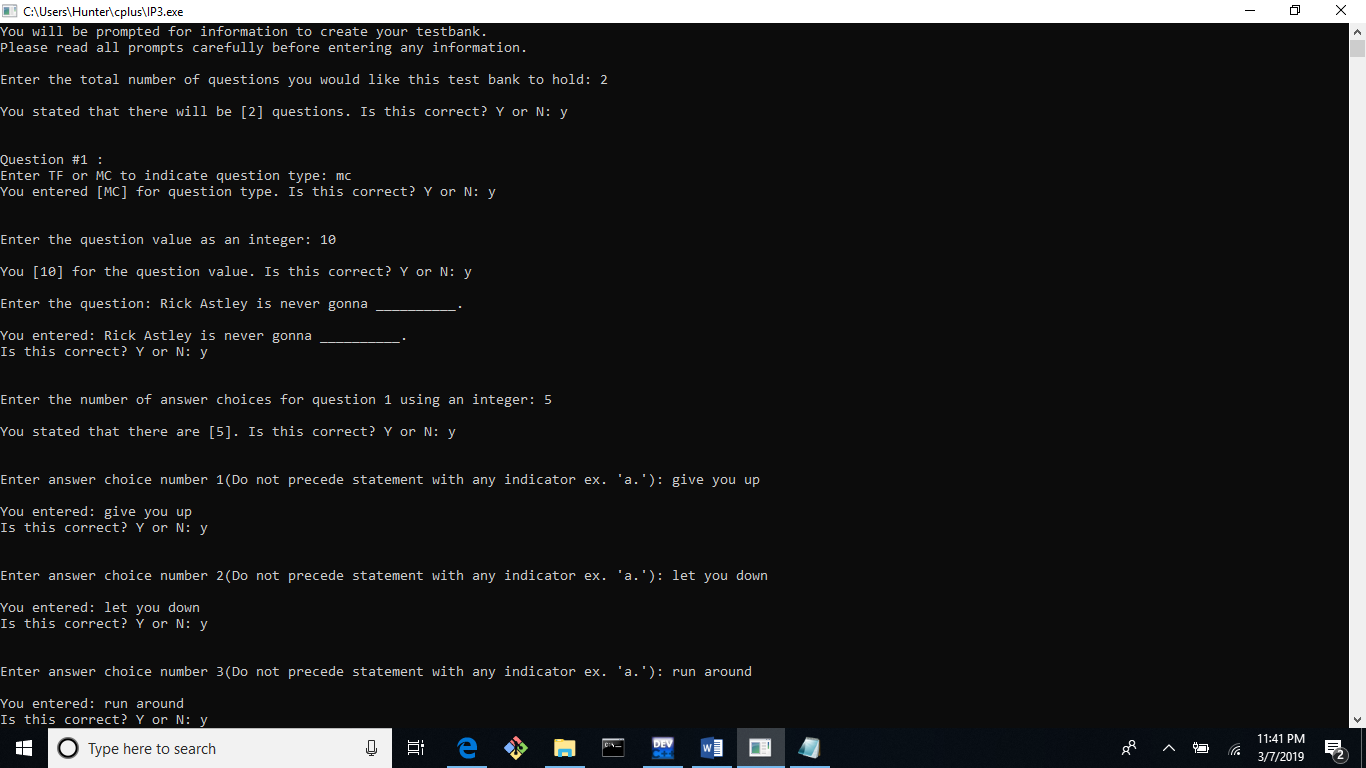 C:\Users\Hunter\cplus\IP3.exe
You will be prompted for information to create your testbank.
Please read all prompts carefully before entering any information.
Enter the total number of questions you would like this test bank to hold: 2
You stated that there will be [2] questions. Is this correct? Y or N: y
Question #1 :
Enter TF or MC to indicate question type: mc
You entered [MC] for question type. Is this correct? Y or N: y
Enter the question value as an integer: 10
You [10] for the question value. Is this correct? Y or N: y
Enter the question: Rick Astley is never gonna __________.
You entered: Rick Astley is never gonna __________.
Is this correct? Y or N: y
Enter the number of answer choices for question 1 using an integer: 5
You stated that there are [5]. Is this correct? Y or N: y
Enter answer choice number 1(Do not precede statement with any indicator ex. 'a.'): give you up
You entered: give you up
Is this correct? Y or N: y
Enter answer choice number 2(Do not precede statement with any indicator ex. 'a.'): let you down
You entered: let you down
Is this correct? Y or N: y
Enter answer choice number 3(Do not precede statement with any indicator ex. 'a.'): run around
You entered: run around
Is this correct? Y or N: y
Type here to search
DEV
11:41 PM
3/7/2019
2